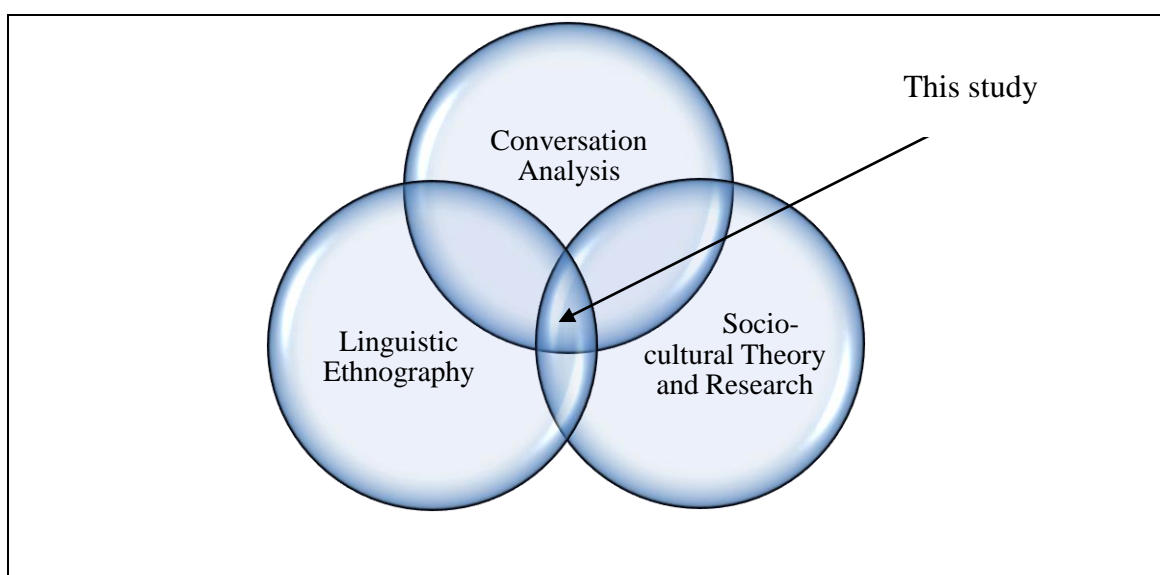 This study
Conversation
Analysis
Linguistic
Ethnography
Socio-
cultural Theory
and Research